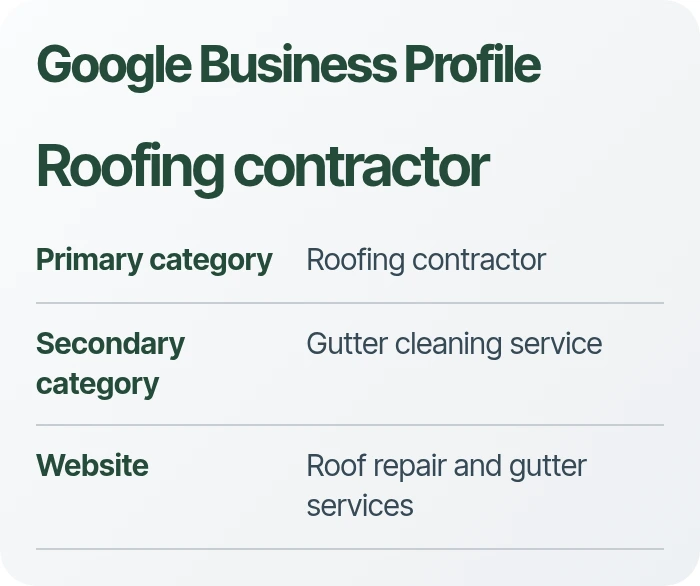 Google Business Profile
Roofing contractor
Primary category Roofing contractor
Secondary category Gutter cleaning service
Website Roof repair and gutter services